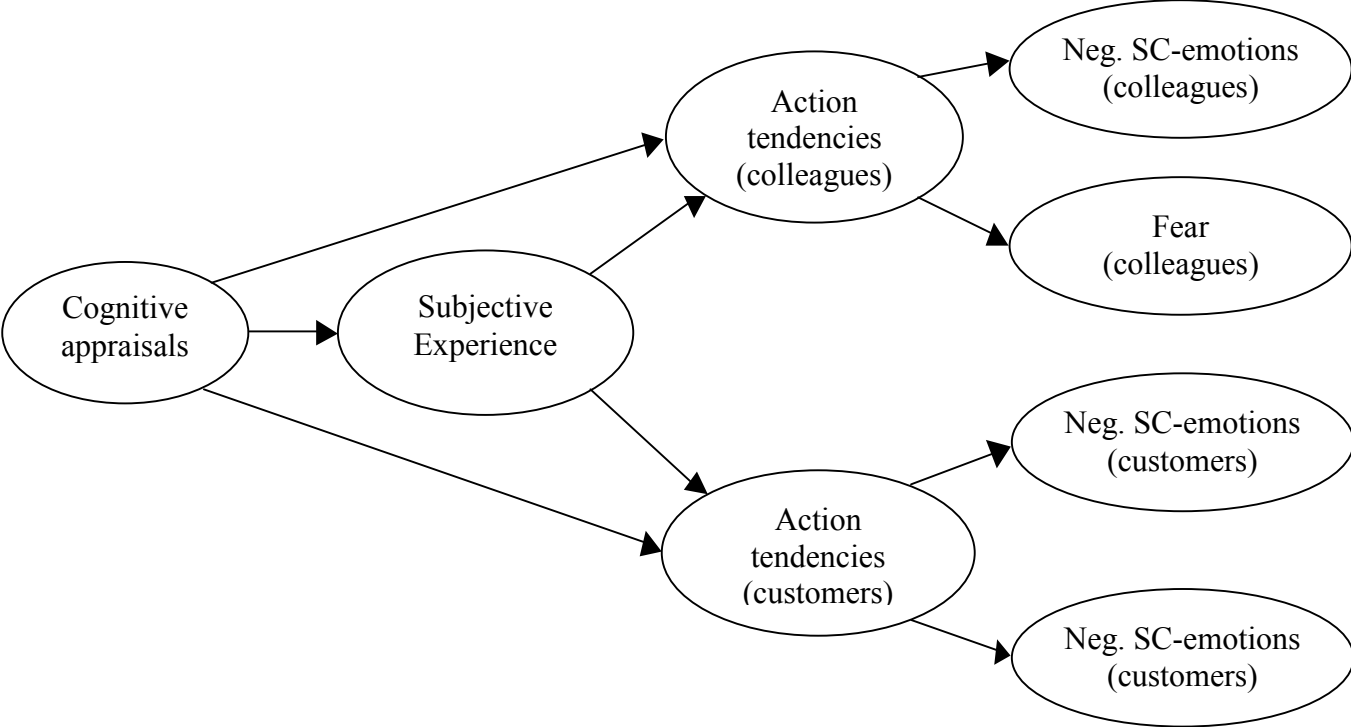 Neg. SC-emotions
(colleagues)
Action
tendencies
(colleagues)
Fear
(colleagues)
Cognitive
appraisals
Subjective
Experience
Neg. SC-emotions
(customers)
Action
tendencies
(customers)
Neg. SC-emotions
(customers)